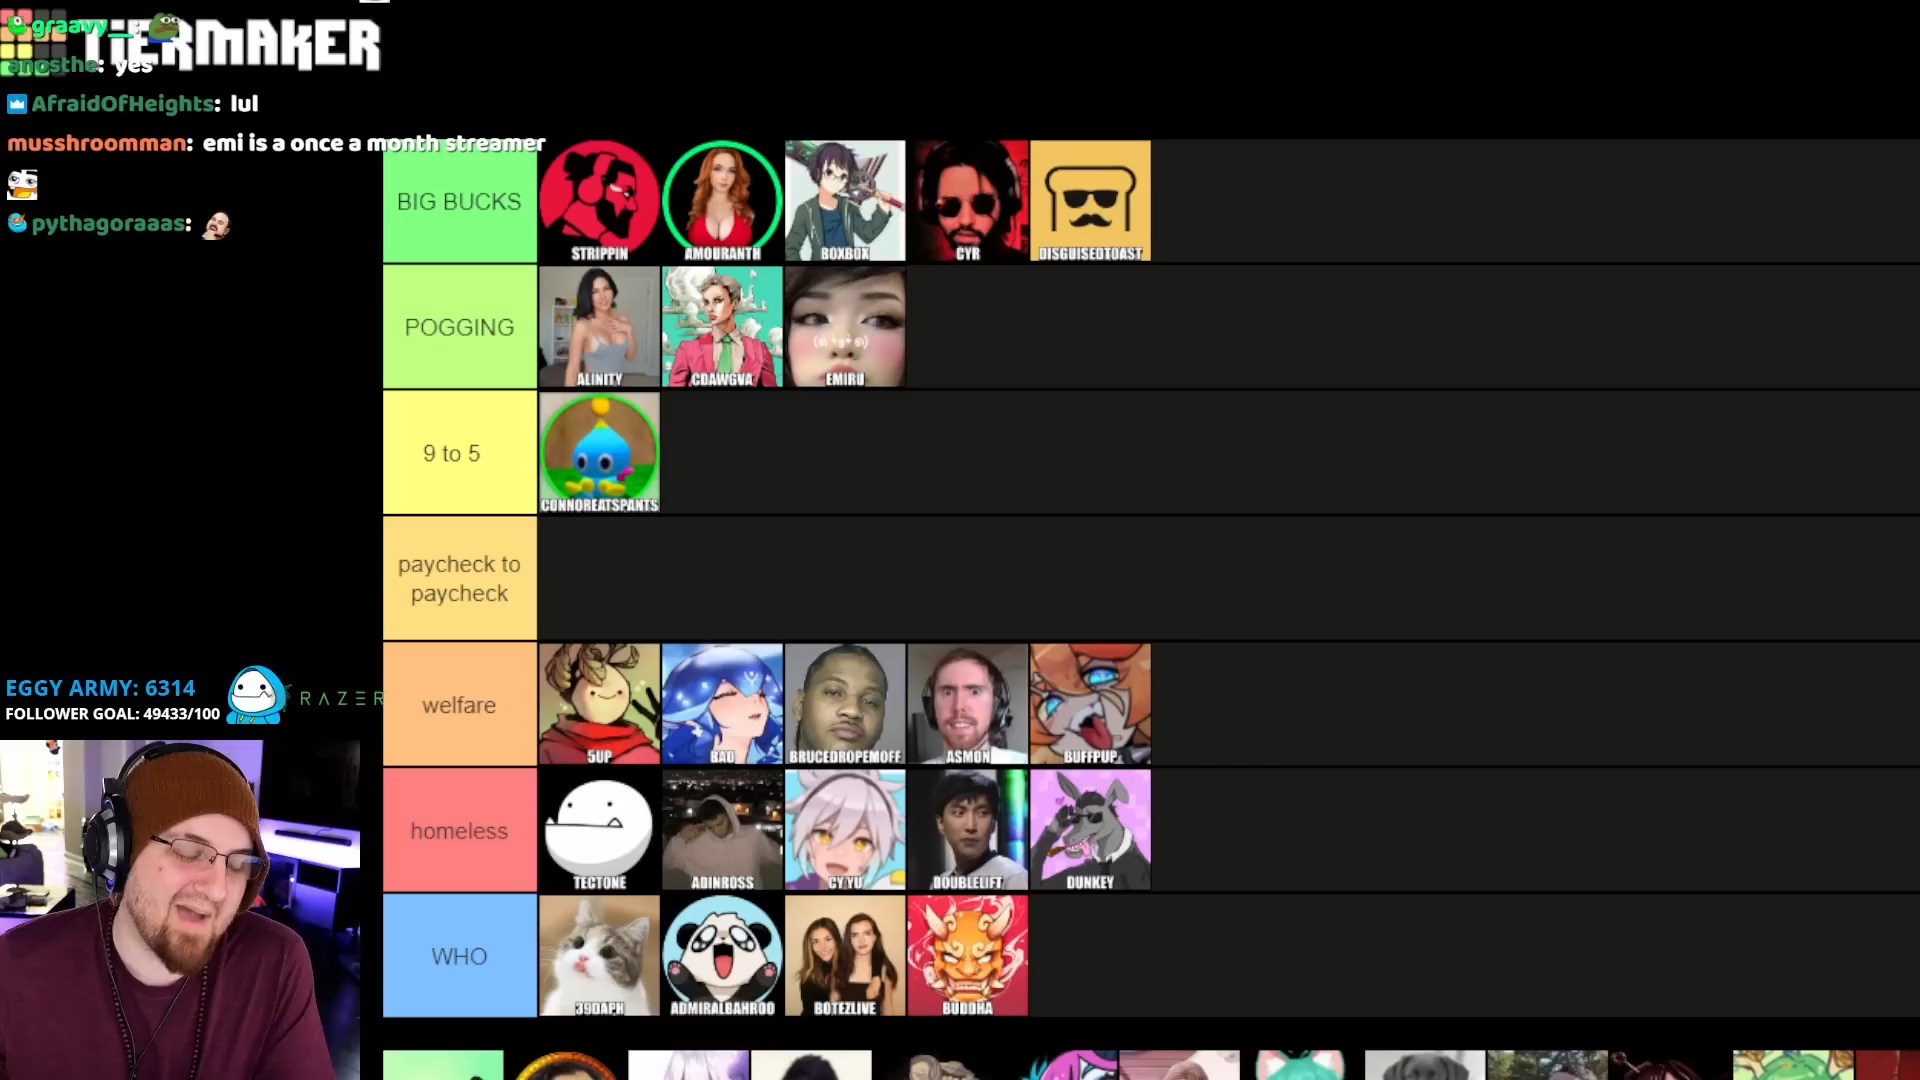 graavy__:
TiERMAKER
anosthe: yes
AfraidOfHeights: lul
musshroomman: emi is a once a month streamer
pythagoraaas:
BIG BUCKS
STRIPPIN
AMOURANTH
BOXBOX
CYR
DISGUISEDTOAST
POGGING
ALINITY
CDAWGVA
EMIRU
9 to 5
CONNOREATSPANTS
paycheck to
paycheck
welfare
5UP
BAO
BRUCEDROPEMOFF
ASMON
BUFFPUP
EGGY ARMY: 6314
FOLLOWER GOAL: 49433/100
RAZER
homeless
TECTONE
ADINROSS
CY YU
DOUBLELIFT
DUNKEY
WHO
39DAPH
ADMIRALBAHROO
BOTEZLIVE
BUDDHA